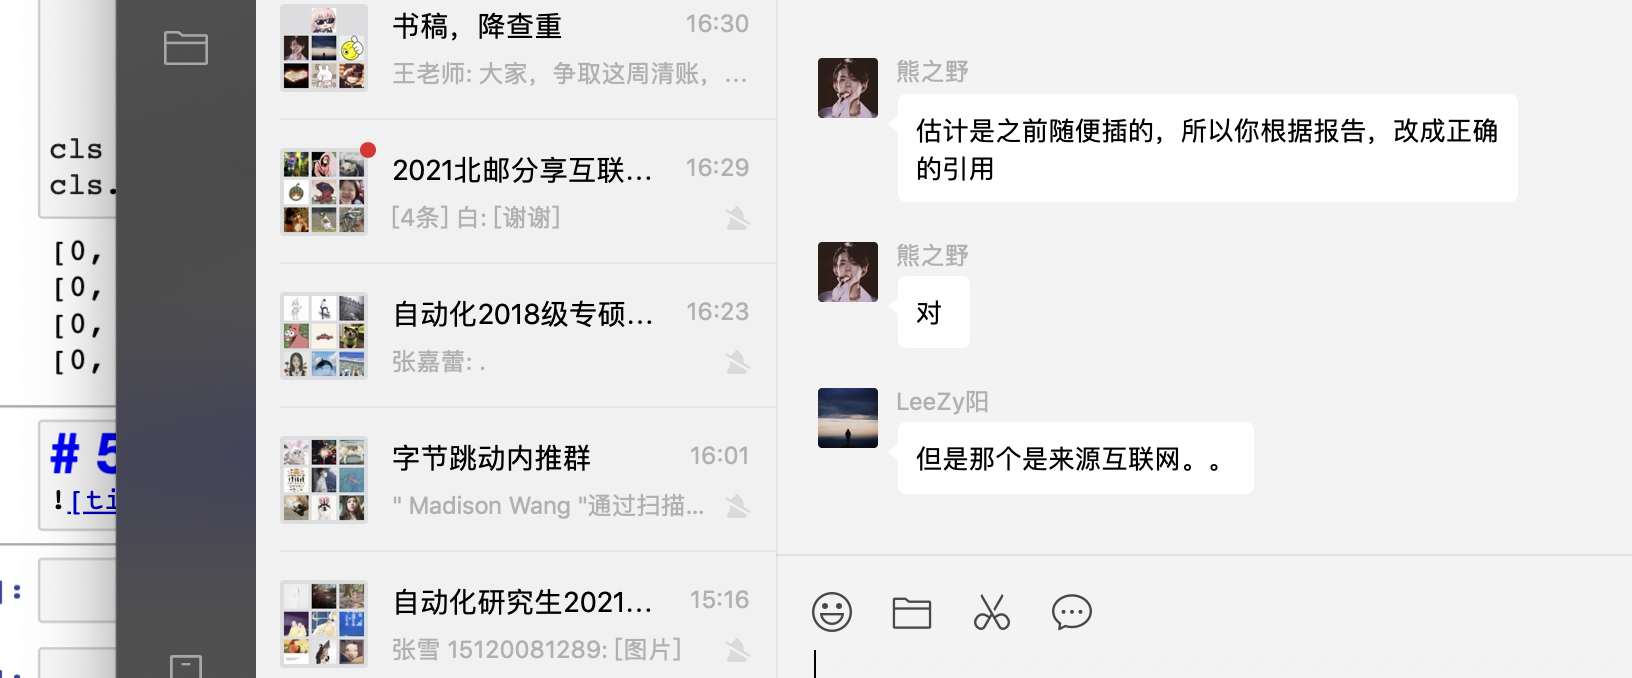 cls
cls.
[0,
[0,
[0,
[0,
# 5
![ti
]:
书稿，降查重
16:30
王老师: 大家，争取这周清账，...
2021北邮分享互联...
16:29
[4条] 白: [谢谢]
自动化2018级专硕...
16:23
张嘉蕾: .
字节跳动内推群
16:01
" Madison Wang "通过扫描...
自动化研究生2021...
15:16
张雪 15120081289: [图片]
熊之野
估计是之前随便插的，所以你根据报告，改成正确
的引用
熊之野
对
LeeZy阳
但是那个是来源互联网。。